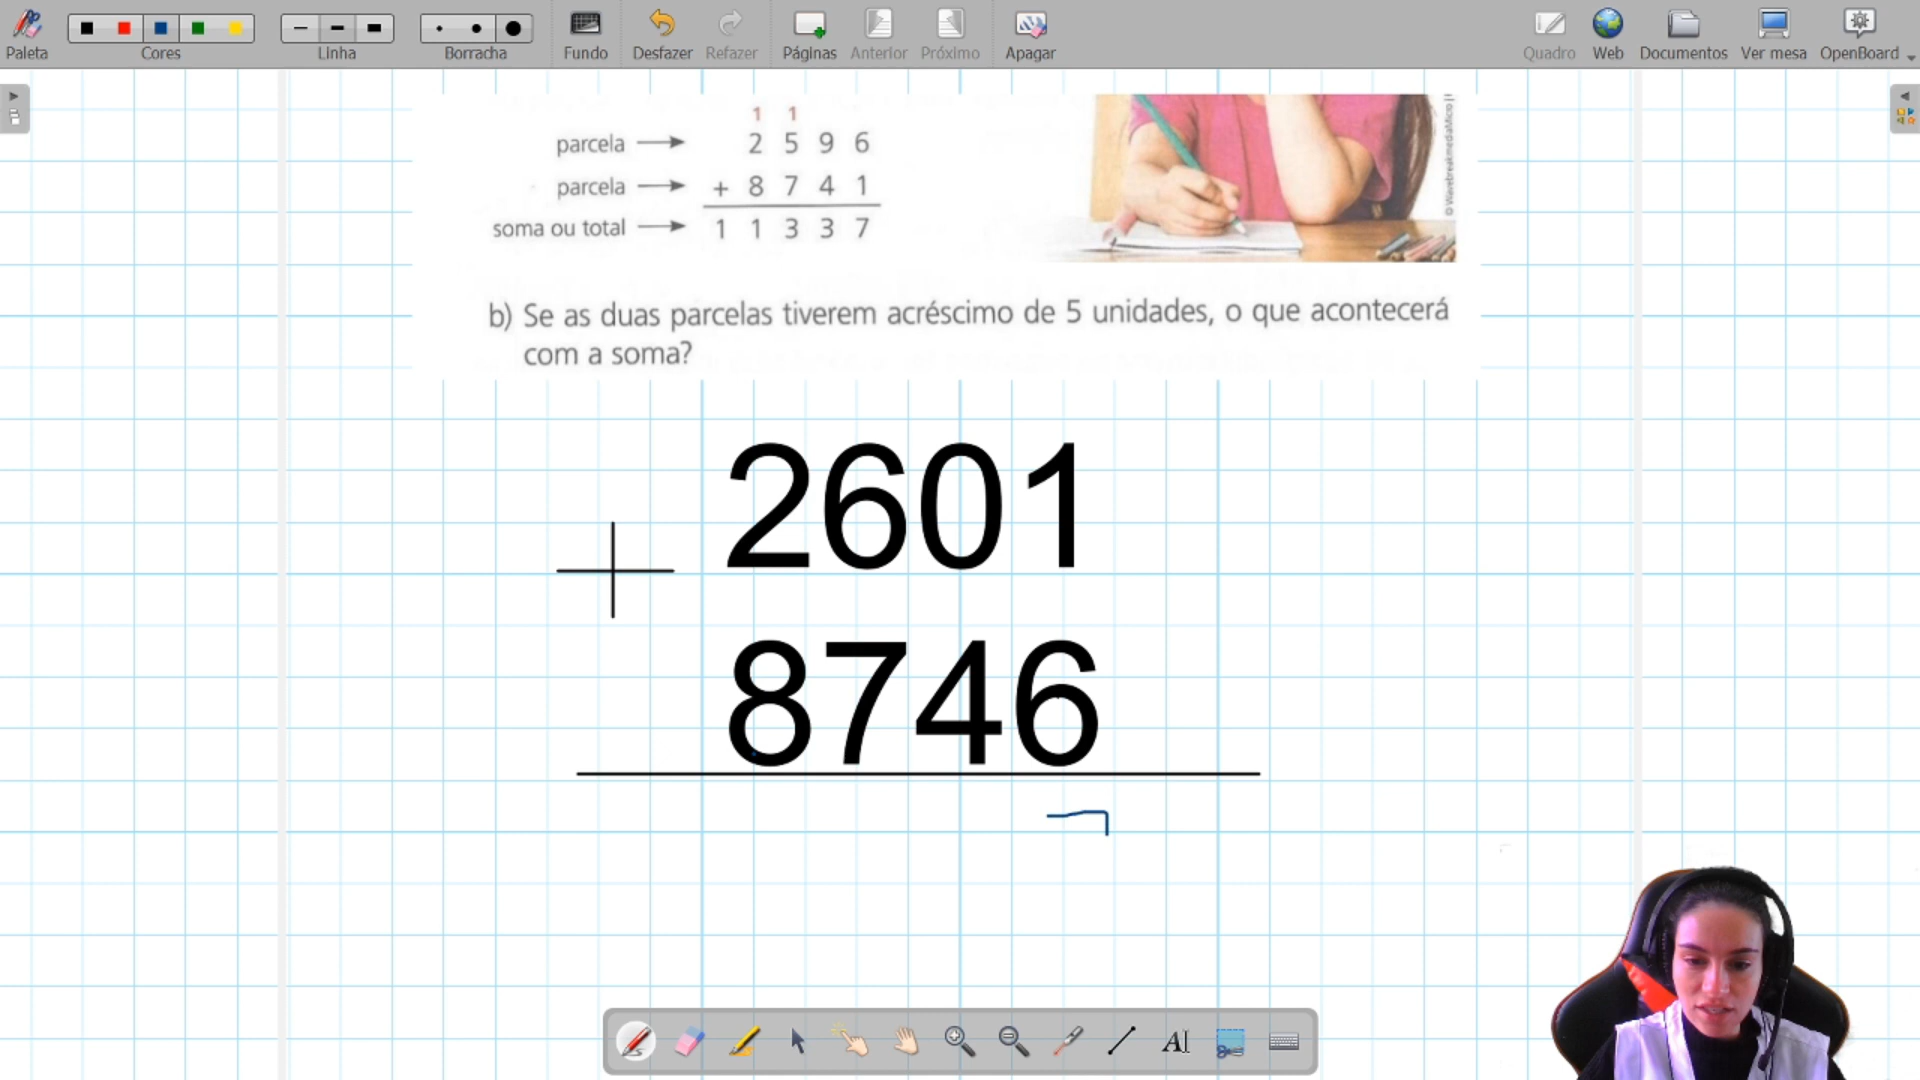 Paleta
Cores
Linha
Borracha
Fundo
Desfazer
Refazer
Páginas
Anterior
Próximo
Apagar
Quadro
Web
Documentos
Ver mesa
OpenBoard
1 1
parcela 2 5 9 6
parcela + 8 7 4 1
soma ou total 1 1 3 3 7
b) Se as duas parcelas tiverem acréscimo de 5 unidades, o que acontecerá
com a soma?
2601
+
8746